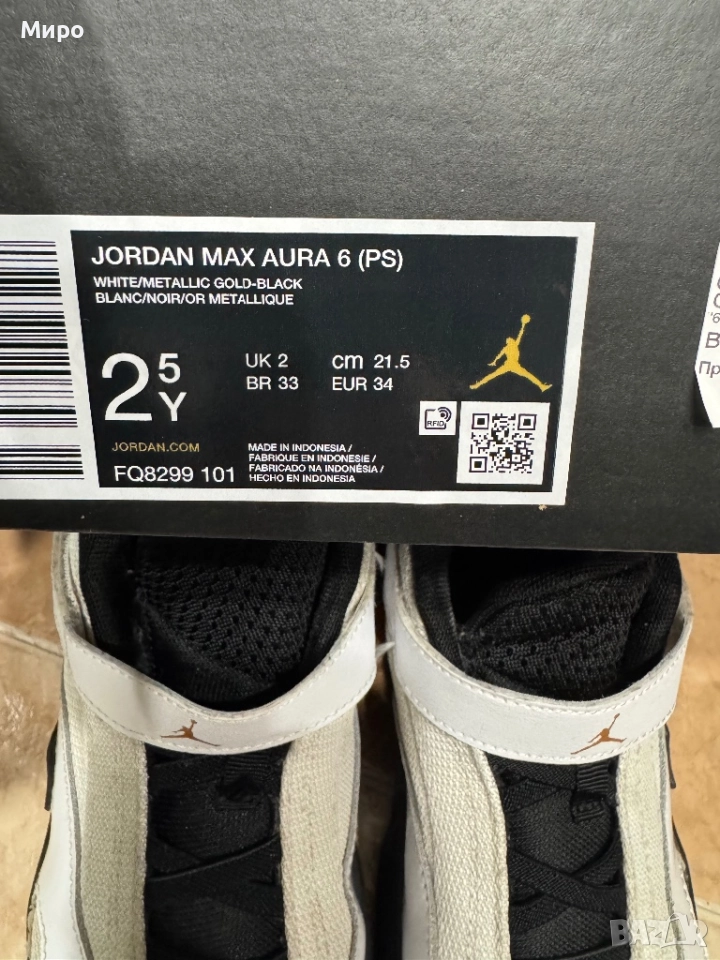 Миро
JORDAN MAX AURA 6 (PS)
WHITE/METALLIC GOLD-BLACK
BLANC/NOIR/OR METALLIQUE
2 5 Y
UK 2 cm 21.5
BR 33 EUR 34
RFID
JORDAN.COM
FQ8299 101
MADE IN INDONESIA /
FABRIQUE EN INDONESIE /
FABRICADO NA INDONÉSIA /
HECHO EN INDONESIA
BAZAR